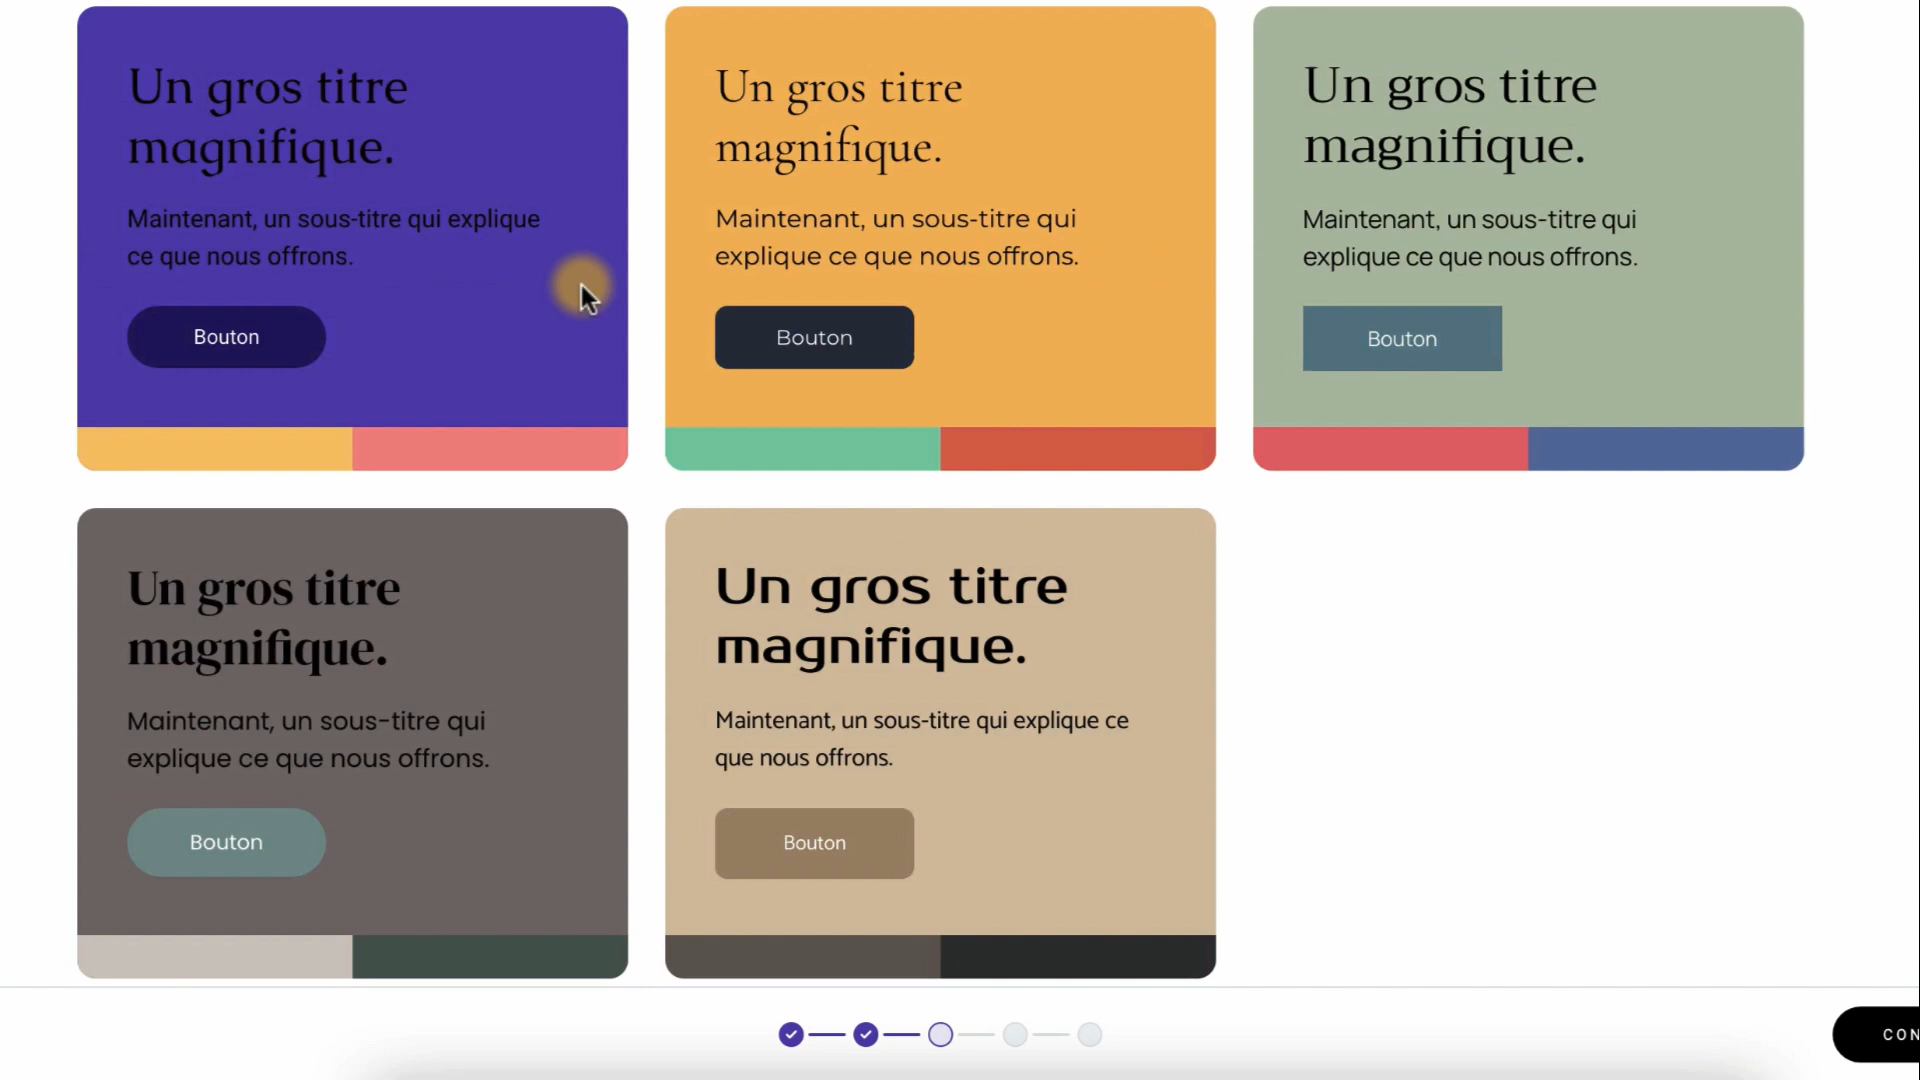 Un gros titre
magnifique.
Maintenant, un sous-titre qui explique
ce que nous offrons.
Bouton
Un gros titre
magnifique.
Maintenant, un sous-titre qui
explique ce que nous offrons.
Bouton
Un gros titre
magnifique.
Maintenant, un sous-titre qui
explique ce que nous offrons.
Bouton
Un gros titre
magnifique.
Maintenant, un sous-titre qui
explique ce que nous offrons.
Bouton
Un gros titre
magnifique.
Maintenant, un sous-titre qui explique ce
que nous offrons.
Bouton
CON